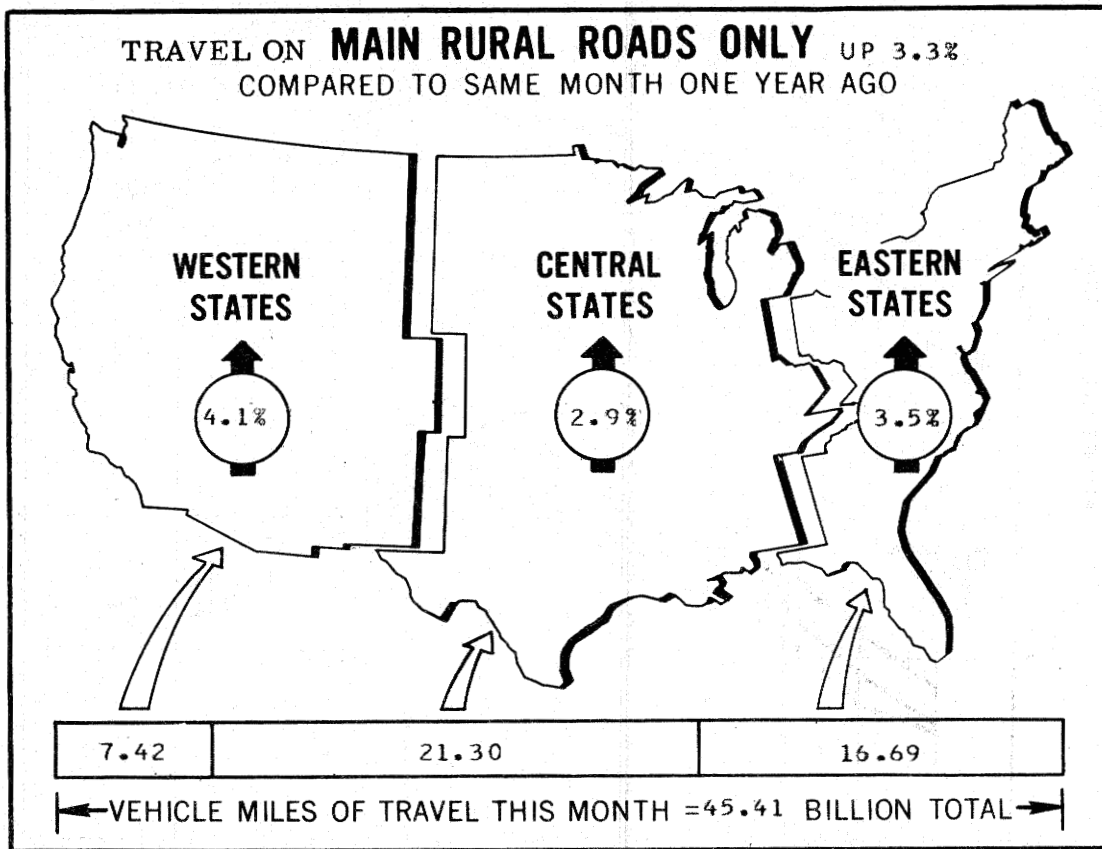 TRAVEL ON MAIN RURAL ROADS ONLY UP 3.3%
COMPARED TO SAME MONTH ONE YEAR AGO
WESTERN
STATES
4.1%
CENTRAL
STATES
2.9%
EASTERN
STATES
3.5%
7.42 21.30 16.69
VEHICLE MILES OF TRAVEL THIS MONTH =45.41 BILLION TOTAL